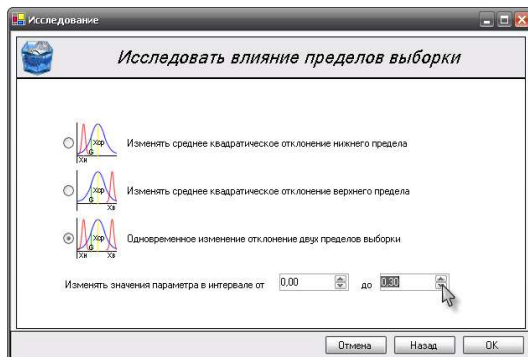 Исследование
Исследовать влияние пределов выборки
Изменять среднее квадратическое отклонение нижнего предела
Изменять среднее квадратическое отклонение верхнего предела
Одновременное изменение отклонение двух пределов выборки
Изменять значения параметра в интервале от 0,00 до 0,30
Отмена Назад OK